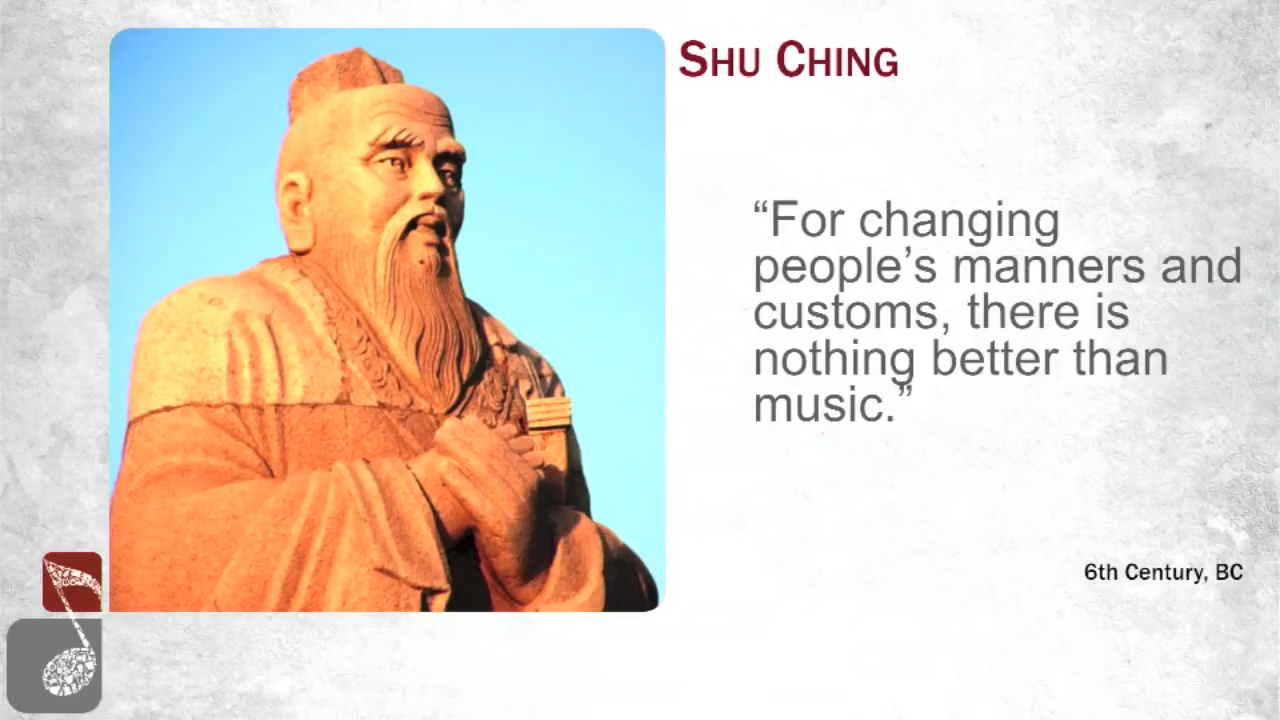 SHU CHING
“For changing
people’s manners and
customs, there is
nothing better than
music.”
6th Century, BC